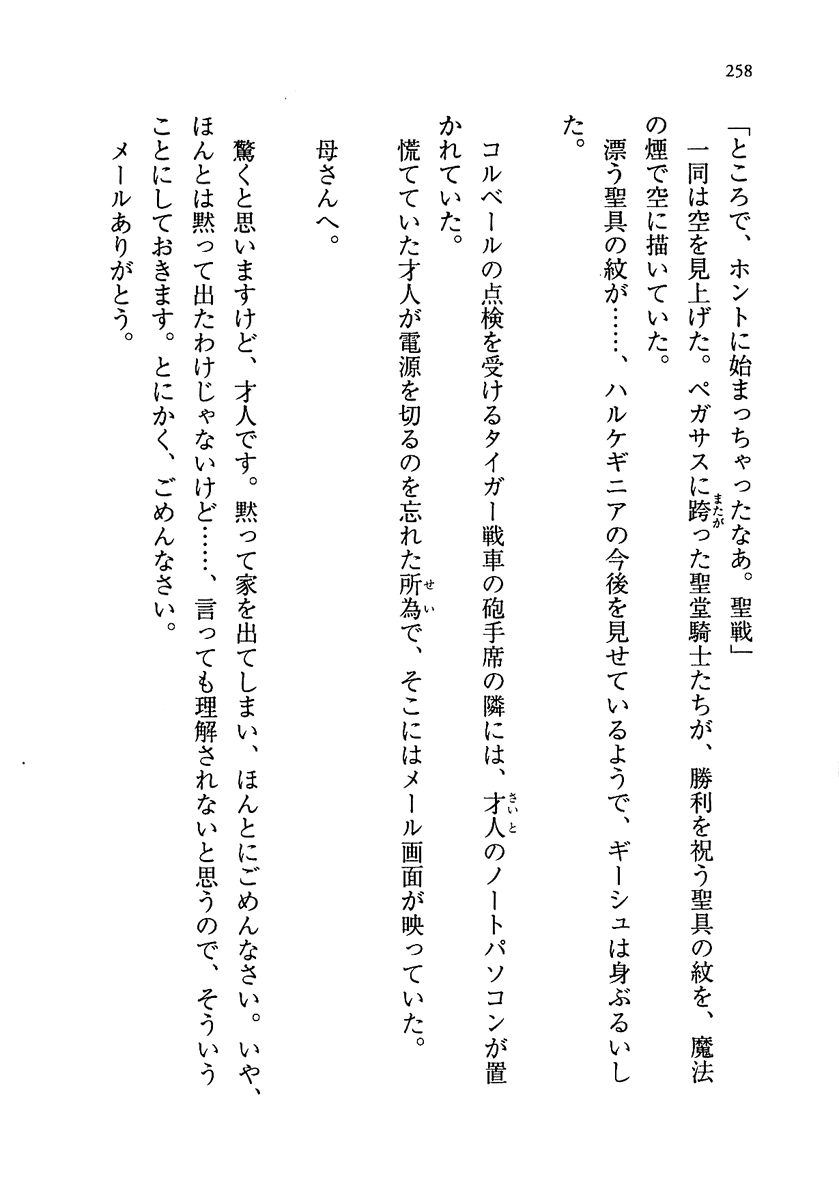 258
「ところで、ホントに始まっちゃったなあ。聖戦」
一同は空を見上げた。ペガサスに跨った聖堂騎士たちが、勝利を祝う聖具の紋を、魔法
の煙で空に描いていた。
漂う聖具の紋が……、ハルケギニアの今後を見せているようで、ギーシュは身ぶるいし
た。
コルベールの点検を受けるタイガー戦車の砲手席の隣には、才人のノートパソコンが置
かれていた。
慌てていた才人が電源を切るのを忘れた所為で、そこにはメール画面が映っていた。
母さんへ。
驚くと思いますけど、才人です。黙って家を出てしまい、ほんとにごめんなさい。いや、
ほんとは黙って出たわけじゃないけど……、言っても理解されないと思うので、そういう
ことにしておきます。とにかく、ごめんなさい。
メールありがとう。